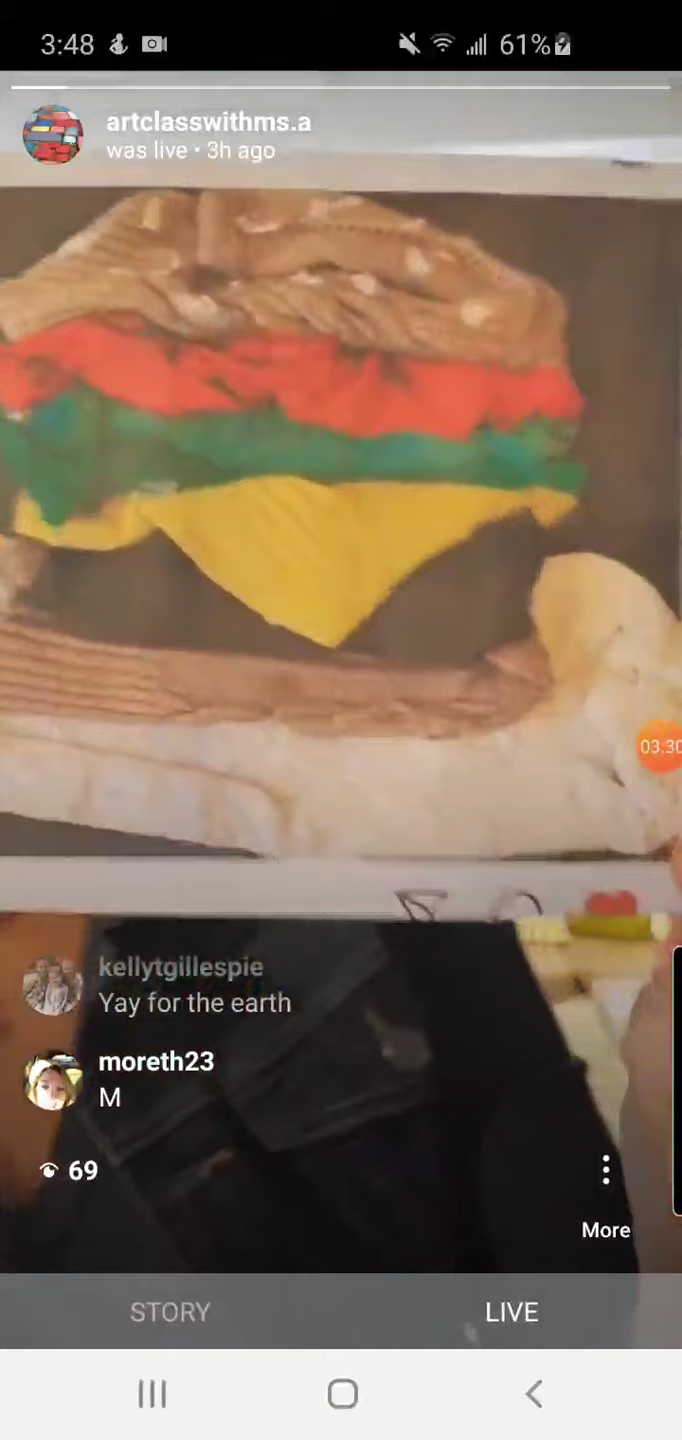 3:48
61%
artclasswithms.a
was live • 3h ago
03:30
kellytgillespie
Yay for the earth
moreth23
M
69
More
STORY
LIVE